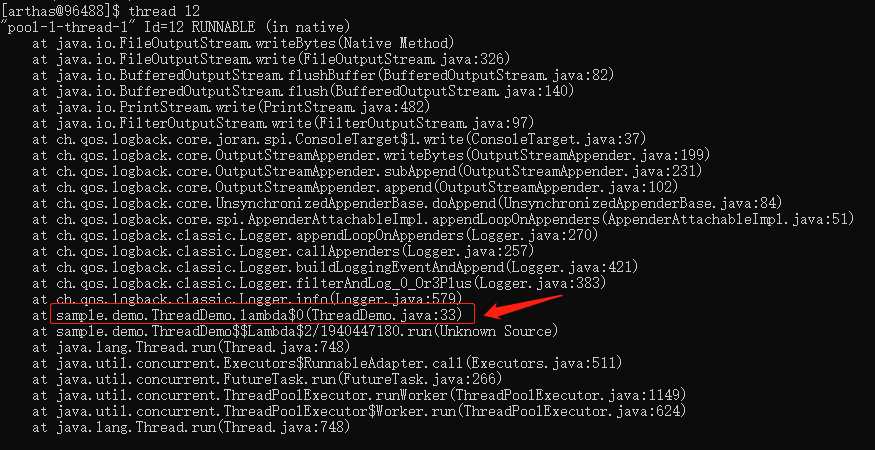 [arthas@96488]$ thread 12
"pool-1-thread-1" Id=12 RUNNABLE (in native)
at java.io.FileOutputStream.writeBytes(Native Method)
at java.io.FileOutputStream.write(FileOutputStream.java:326)
at java.io.BufferedOutputStream.flushBuffer(BufferedOutputStream.java:82)
at java.io.BufferedOutputStream.flush(BufferedOutputStream.java:140)
at java.io.PrintStream.write(PrintStream.java:482)
at java.io.FilterOutputStream.write(FilterOutputStream.java:97)
at ch.qos.logback.core.joran.spi.ConsoleTarget$1.write(ConsoleTarget.java:37)
at ch.qos.logback.core.OutputStreamAppender.writeBytes(OutputStreamAppender.java:199)
at ch.qos.logback.core.OutputStreamAppender.subAppend(OutputStreamAppender.java:231)
at ch.qos.logback.core.OutputStreamAppender.append(OutputStreamAppender.java:102)
at ch.qos.logback.core.UnsynchronizedAppenderBase.doAppend(UnsynchronizedAppenderBase.java:84)
at ch.qos.logback.core.spi.AppenderAttachableImpl.appendLoopOnAppenders(AppenderAttachableImpl.java:51)
at ch.qos.logback.classic.Logger.appendLoopOnAppenders(Logger.java:270)
at ch.qos.logback.classic.Logger.callAppenders(Logger.java:257)
at ch.qos.logback.classic.Logger.buildLoggingEventAndAppend(Logger.java:421)
at ch.qos.logback.classic.Logger.filterAndLog_0_Or3Plus(Logger.java:383)
at ch.qos.logback.classic.Logger.info(Logger.java:579)
at sample.demo.ThreadDemo.lambda$0(ThreadDemo.java:33)
at sample.demo.ThreadDemo$$Lambda$2/1940447180.run(Unknown Source)
at java.lang.Thread.run(Thread.java:748)
at java.util.concurrent.Executors$RunnableAdapter.call(Executors.java:511)
at java.util.concurrent.FutureTask.run(FutureTask.java:266)
at java.util.concurrent.ThreadPoolExecutor.runWorker(ThreadPoolExecutor.java:1149)
at java.util.concurrent.ThreadPoolExecutor$Worker.run(ThreadPoolExecutor.java:624)
at java.lang.Thread.run(Thread.java:748)